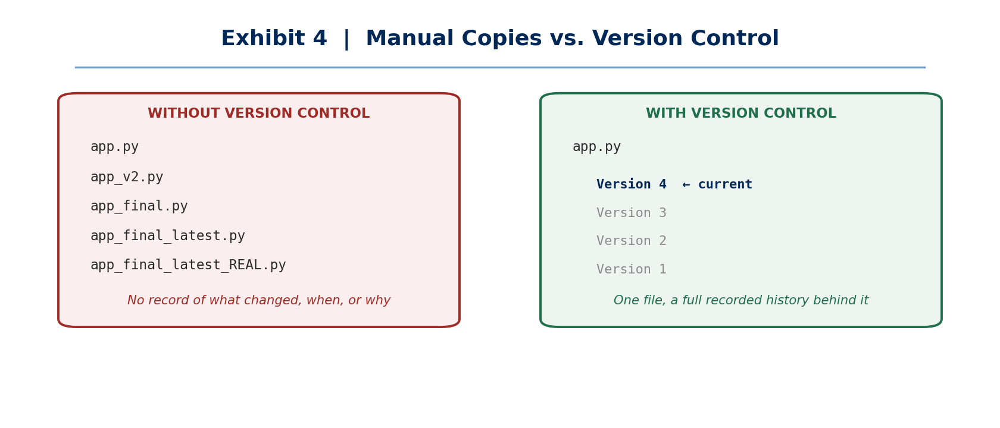 Exhibit 4 | Manual Copies vs. Version Control
WITHOUT VERSION CONTROL
app.py
app_v2.py
app_final.py
app_final_latest.py
app_final_latest_REAL.py
No record of what changed, when, or why
WITH VERSION CONTROL
app.py
Version 4 ← current
Version 3
Version 2
Version 1
One file, a full recorded history behind it